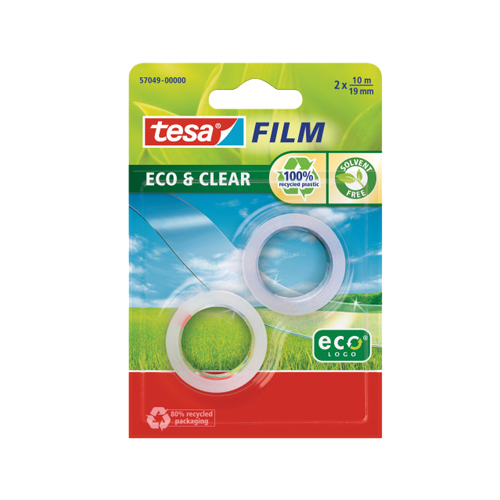 57049-00000
2 x 10 m
19 mm
tesa FILM
ECO & CLEAR
100%
recycled plastic
SOLVENT
FREE
eco
LOGO
80% recycled
packaging